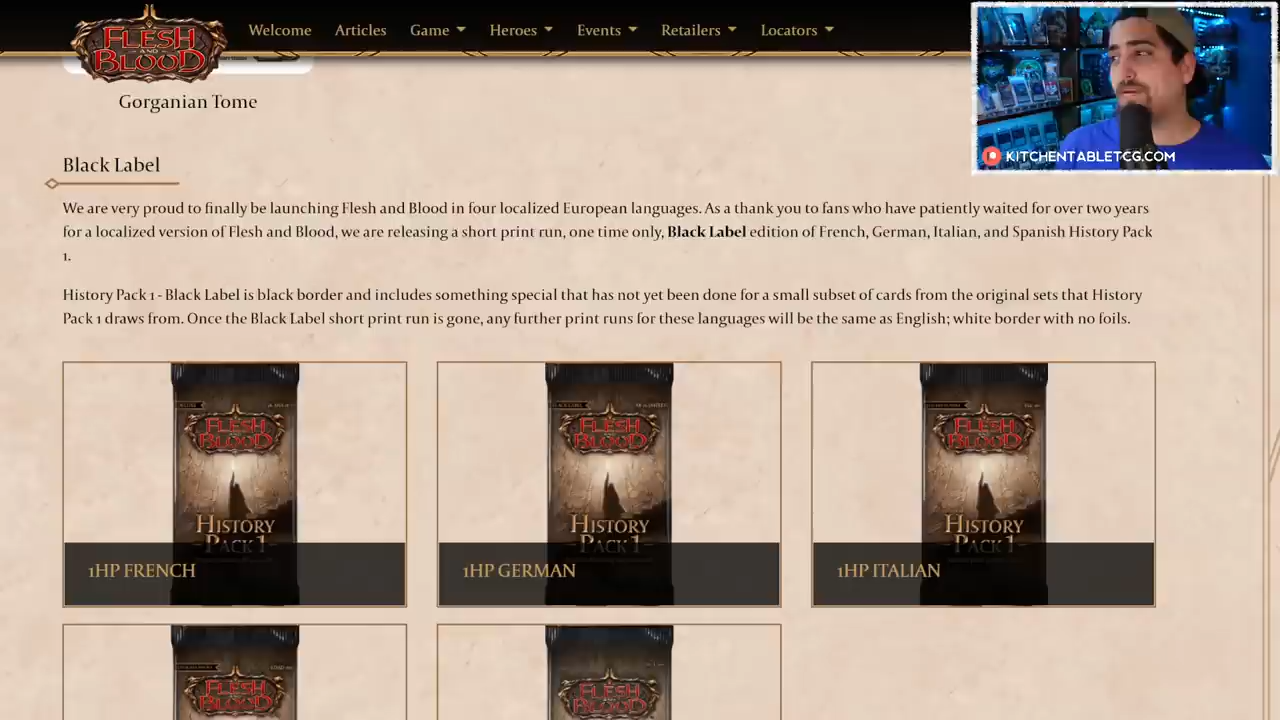 FLESH AND BLOOD
Welcome Articles Game Heroes Events Retailers Locators
KITCHENTABLETCG.COM
Gorganian Tome
Black Label
We are very proud to finally be launching Flesh and Blood in four localized European languages. As a thank you to fans who have patiently waited for over two years
for a localized version of Flesh and Blood, we are releasing a short print run, one time only, Black Label edition of French, German, Italian, and Spanish History Pack
1.
History Pack 1 - Black Label is black border and includes something special that has not yet been done for a small subset of cards from the original sets that History
Pack 1 draws from. Once the Black Label short print run is gone, any further print runs for these languages will be the same as English; white border with no foils.
FLESH AND BLOOD
HISTORY
PACK 1
1HP FRENCH
FLESH AND BLOOD
HISTORY
PACK 1
1HP GERMAN
FLESH AND BLOOD
HISTORY
PACK 1
1HP ITALIAN
FLESH AND BLOOD
FLESH AND BLOOD